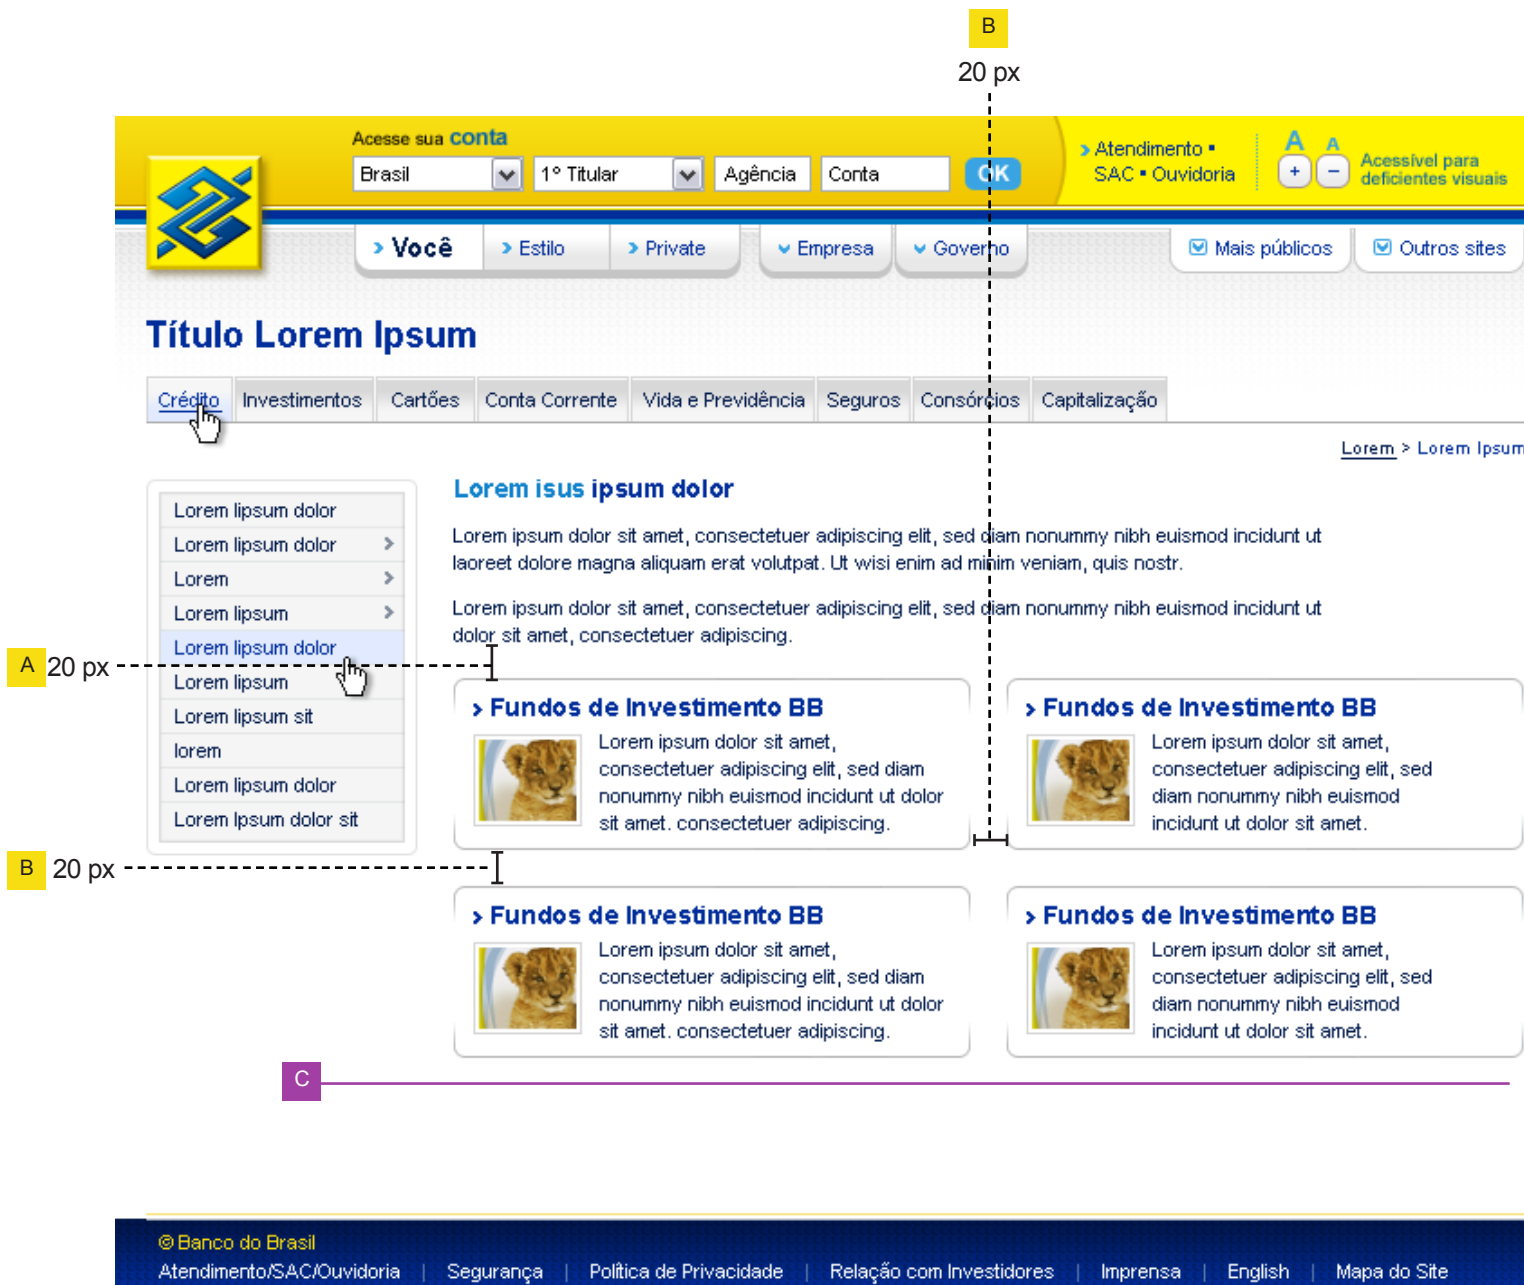 B
20 px
Acesse sua conta
Brasil
1º Titular
Agência
Conta
OK
Atendimento ▪
SAC ▪ Ouvidoria
A A
+ −
Acessível para
deficientes visuais
Você
Estilo
Private
Empresa
Governo
Mais públicos
Outros sites
Título Lorem Ipsum
Crédito
Investimentos
Cartões
Conta Corrente
Vida e Previdência
Seguros
Consórcios
Capitalização
Lorem > Lorem Ipsum
Lorem lipsum dolor
Lorem lipsum dolor
Lorem
Lorem lipsum
Lorem lipsum dolor
Lorem lipsum
Lorem lipsum sit
lorem
Lorem lipsum dolor
Lorem Ipsum dolor sit
Lorem isus ipsum dolor
Lorem ipsum dolor sit amet, consectetuer adipiscing elit, sed diam nonummy nibh euismod incidunt ut
laoreet dolore magna aliquam erat volutpat. Ut wisi enim ad minim veniam, quis nostr.
Lorem ipsum dolor sit amet, consectetuer adipiscing elit, sed diam nonummy nibh euismod incidunt ut
dolor sit amet, consectetuer adipiscing.
A 20 px
Fundos de Investimento BB
Lorem ipsum dolor sit amet,
consectetuer adipiscing elit, sed diam
nonummy nibh euismod incidunt ut dolor
sit amet. consectetuer adipiscing.
Fundos de Investimento BB
Lorem ipsum dolor sit amet,
consectetuer adipiscing elit, sed
diam nonummy nibh euismod
incidunt ut dolor sit amet.
B 20 px
Fundos de Investimento BB
Lorem ipsum dolor sit amet,
consectetuer adipiscing elit, sed diam
nonummy nibh euismod incidunt ut dolor
sit amet. consectetuer adipiscing.
Fundos de Investimento BB
Lorem ipsum dolor sit amet,
consectetuer adipiscing elit, sed
diam nonummy nibh euismod
incidunt ut dolor sit amet.
C
© Banco do Brasil
Atendimento/SAC/Ouvidoria | Segurança | Política de Privacidade | Relação com Investidores | Imprensa | English | Mapa do Site